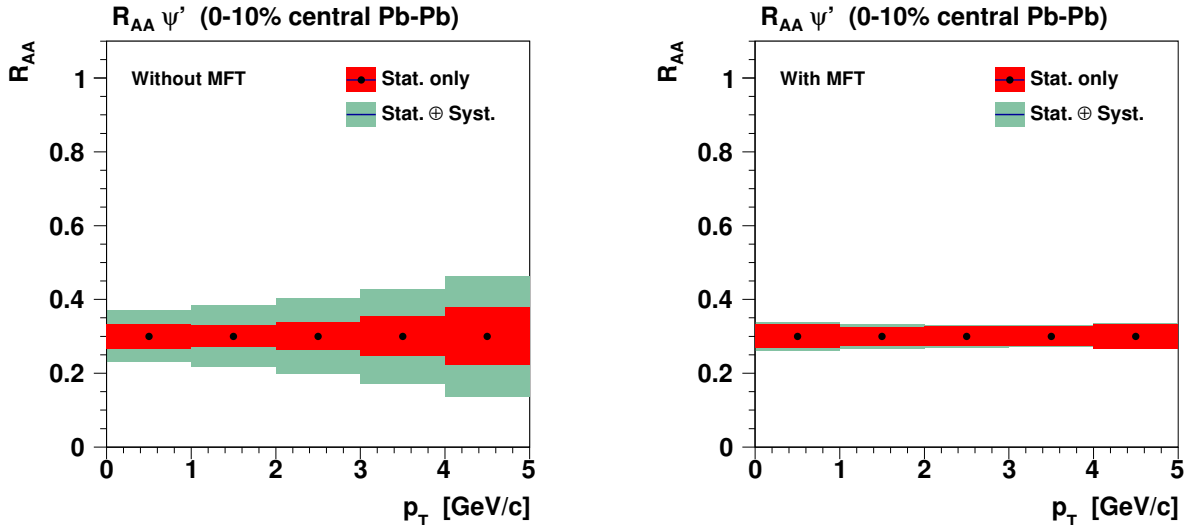 R_AA ψ' (0-10% central Pb-Pb)
R_AA
Without MFT
Stat. only
Stat. ⊕ Syst.
1
0.8
0.6
0.4
0.2
0
0 1 2 3 4 5
p_T [GeV/c]
R_AA ψ' (0-10% central Pb-Pb)
R_AA
With MFT
Stat. only
Stat. ⊕ Syst.
1
0.8
0.6
0.4
0.2
0
0 1 2 3 4 5
p_T [GeV/c]